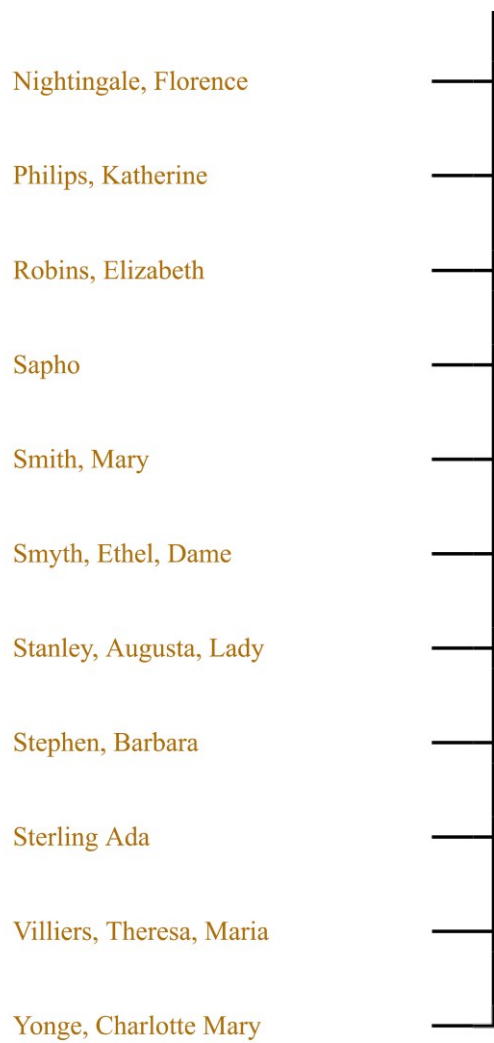 Nightingale, Florence
Philips, Katherine
Robins, Elizabeth
Sapho
Smith, Mary
Smyth, Ethel, Dame
Stanley, Augusta, Lady
Stephen, Barbara
Sterling Ada
Villiers, Theresa, Maria
Yonge, Charlotte Mary